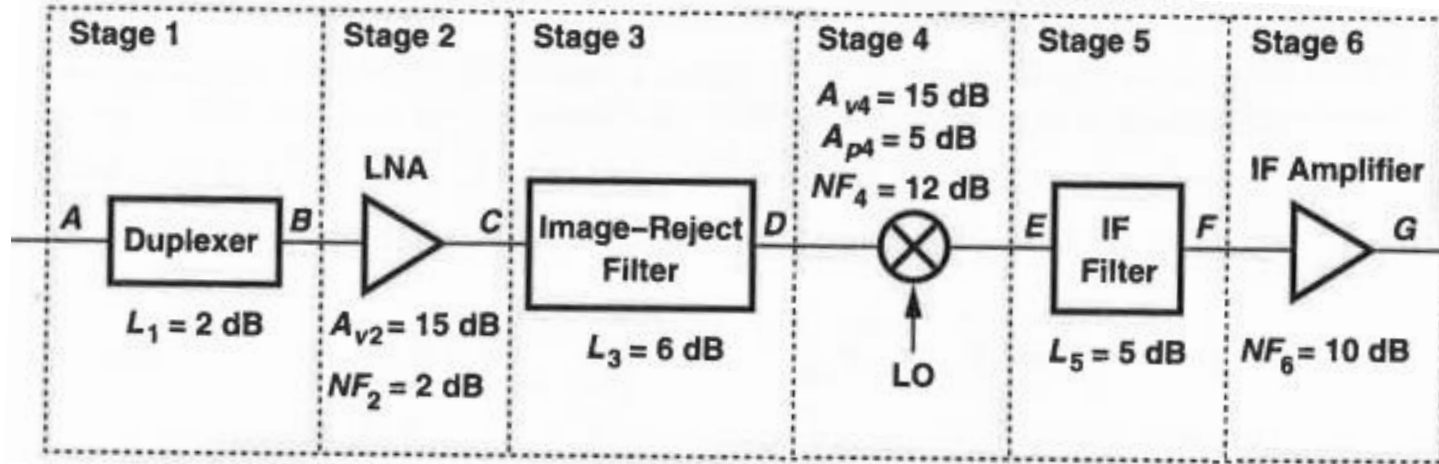 Stage 1
Stage 2
Stage 3
Stage 4
Stage 5
Stage 6
A_v4 = 15 dB
A_p4 = 5 dB
NF_4 = 12 dB
LNA
IF Amplifier
A
Duplexer
B
C
Image–Reject
Filter
D
E
IF
Filter
F
G
L_1 = 2 dB
A_v2 = 15 dB
NF_2 = 2 dB
L_3 = 6 dB
LO
L_5 = 5 dB
NF_6 = 10 dB